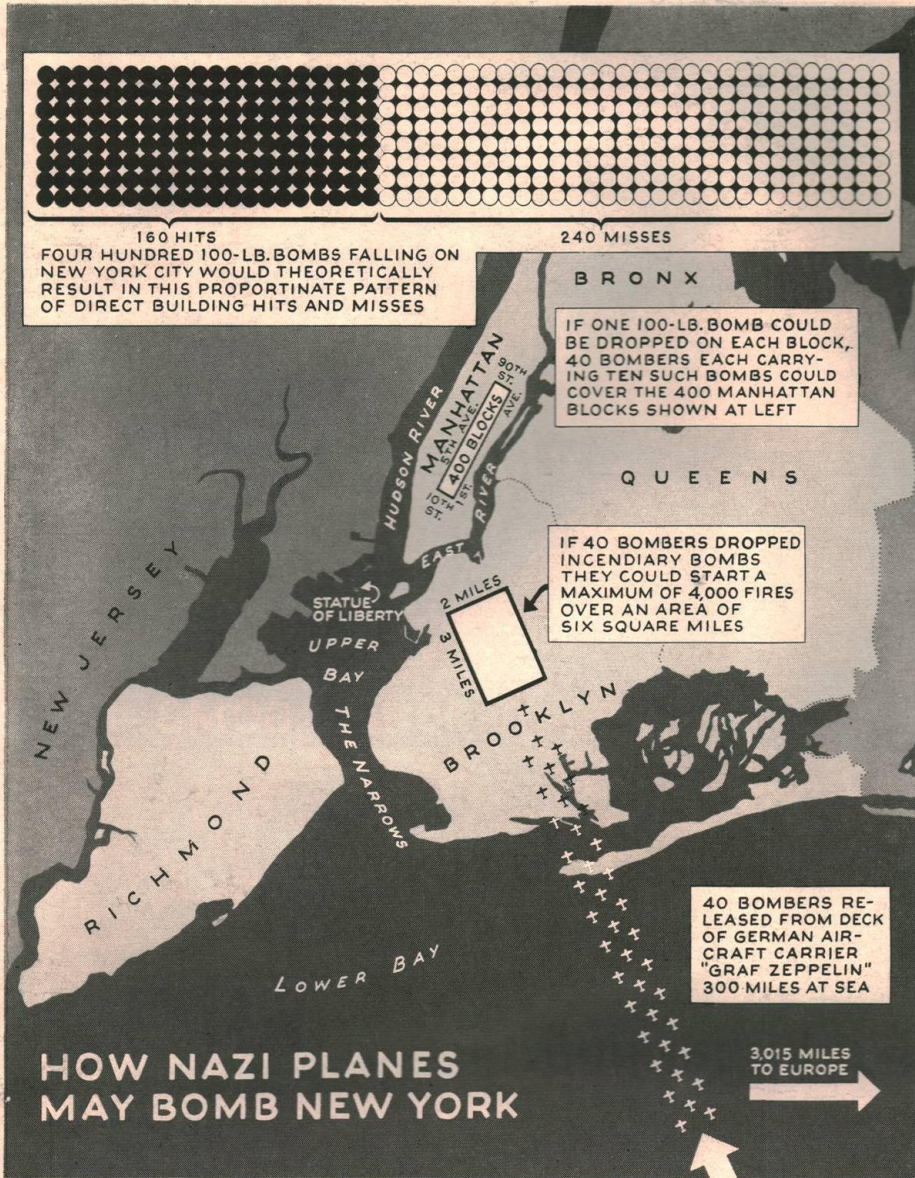 160 HITS
240 MISSES
FOUR HUNDRED 100-LB. BOMBS FALLING ON
NEW YORK CITY WOULD THEORETICALLY
RESULT IN THIS PROPORTINATE PATTERN
OF DIRECT BUILDING HITS AND MISSES
BRONX
IF ONE 100-LB. BOMB COULD
BE DROPPED ON EACH BLOCK,
40 BOMBERS EACH CARRY-
ING TEN SUCH BOMBS COULD
COVER THE 400 MANHATTAN
BLOCKS SHOWN AT LEFT
HUDSON RIVER
MANHATTAN
5TH AVE.
90TH
ST.
400 BLOCKS
10TH
ST.
1ST. AVE.
EAST RIVER
QUEENS
IF 40 BOMBERS DROPPED
INCENDIARY BOMBS
THEY COULD START A
MAXIMUM OF 4,000 FIRES
OVER AN AREA OF
SIX SQUARE MILES
2 MILES
3 MILES
STATUE
OF LIBERTY
UPPER
BAY
NEW JERSEY
THE NARROWS
BROOKLYN
RICHMOND
LOWER BAY
40 BOMBERS RE-
LEASED FROM DECK
OF GERMAN AIR-
CRAFT CARRIER
"GRAF ZEPPELIN"
300 MILES AT SEA
3,015 MILES
TO EUROPE
HOW NAZI PLANES
MAY BOMB NEW YORK